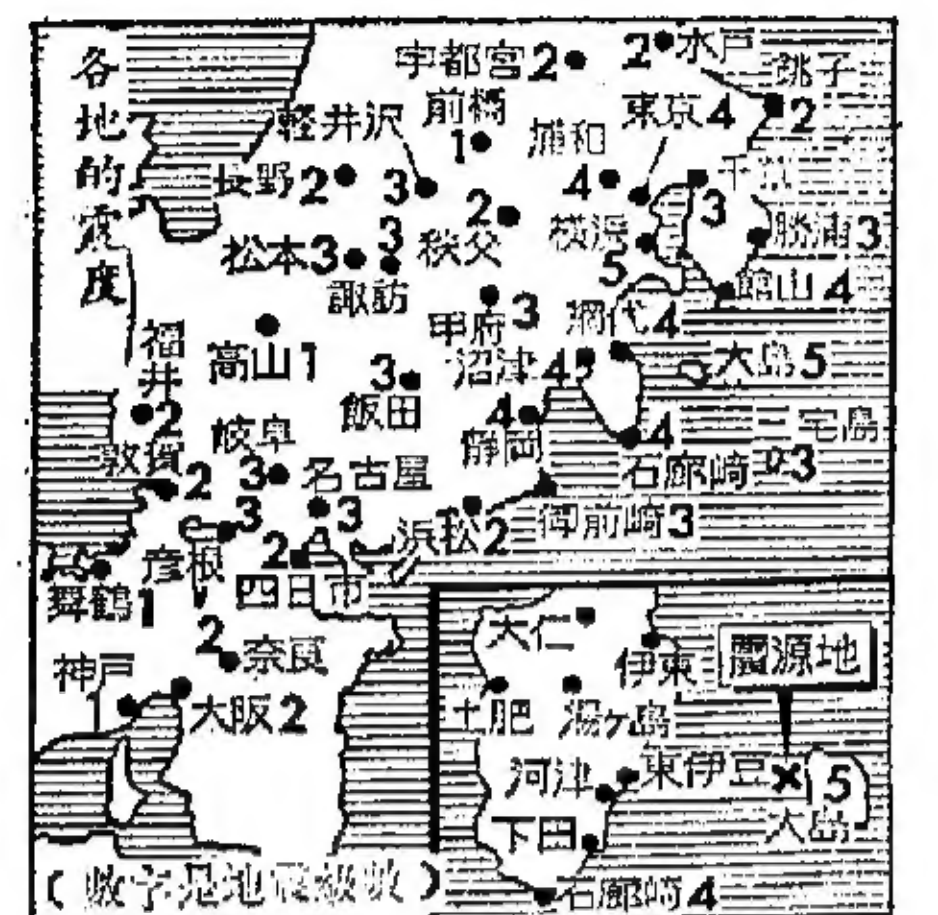 各地的震度
宇都宮2
2水戸
銚子
2
前橋
1
東京4
軽井沢
3
浦和
4
千葉
3
長野2
2
秩父
横浜
5
勝浦3
松本3
3
諏訪
館山4
甲府3
網代4
福井
2
高山1
3
飯田
沼津4
大島5
岐阜
3
4
静岡
4
石廊崎
三宅島
3
敦賀
2
名古屋
3
3
彦根
浜松2
御前崎3
2
四日市
舞鶴1
2
奈良
神戸
1
大阪2
大仁
伊東
震源地
土肥
湯ヶ島
河津
東伊豆
5
大島
下田
石廊崎4
(数字是地震級数)